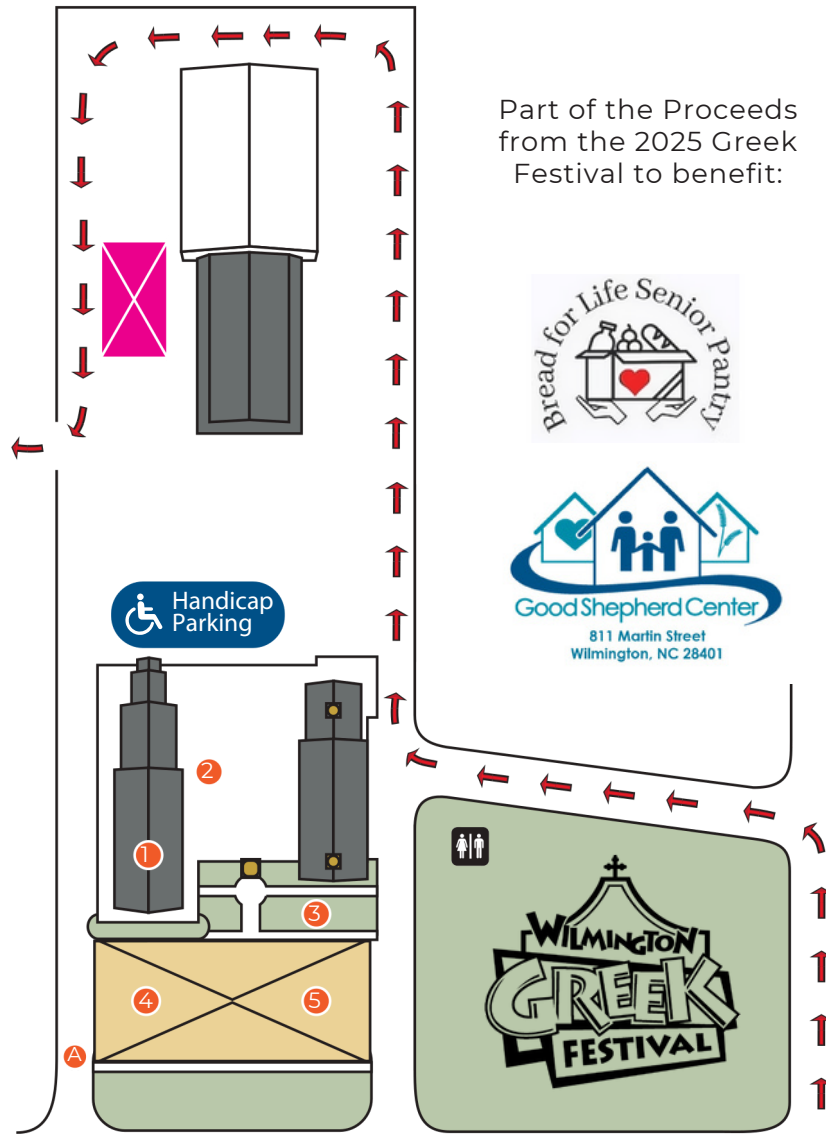 Part of the Proceeds
from the 2025 Greek
Festival to benefit:
Bread for Life Senior Pantry
Good Shepherd Center
811 Martin Street
Wilmington, NC 28401
Handicap
Parking
2
1
3
4
5
A
WILMINGTON
GREEK
FESTIVAL